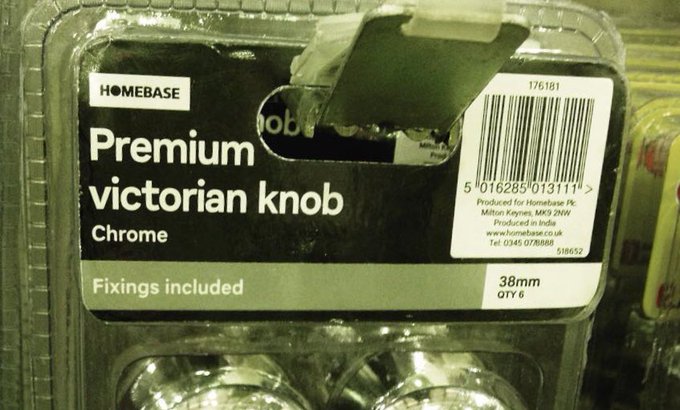 HOMEBASE
Premium
victorian knob
Chrome
Fixings included
38mm
QTY 6
176181
5 016285 013111 >
Produced for Homebase Plc.
Milton Keynes, MK9 2NW
Produced in India
www.homebase.co.uk
Tel: 0345 0778888
518652
nob